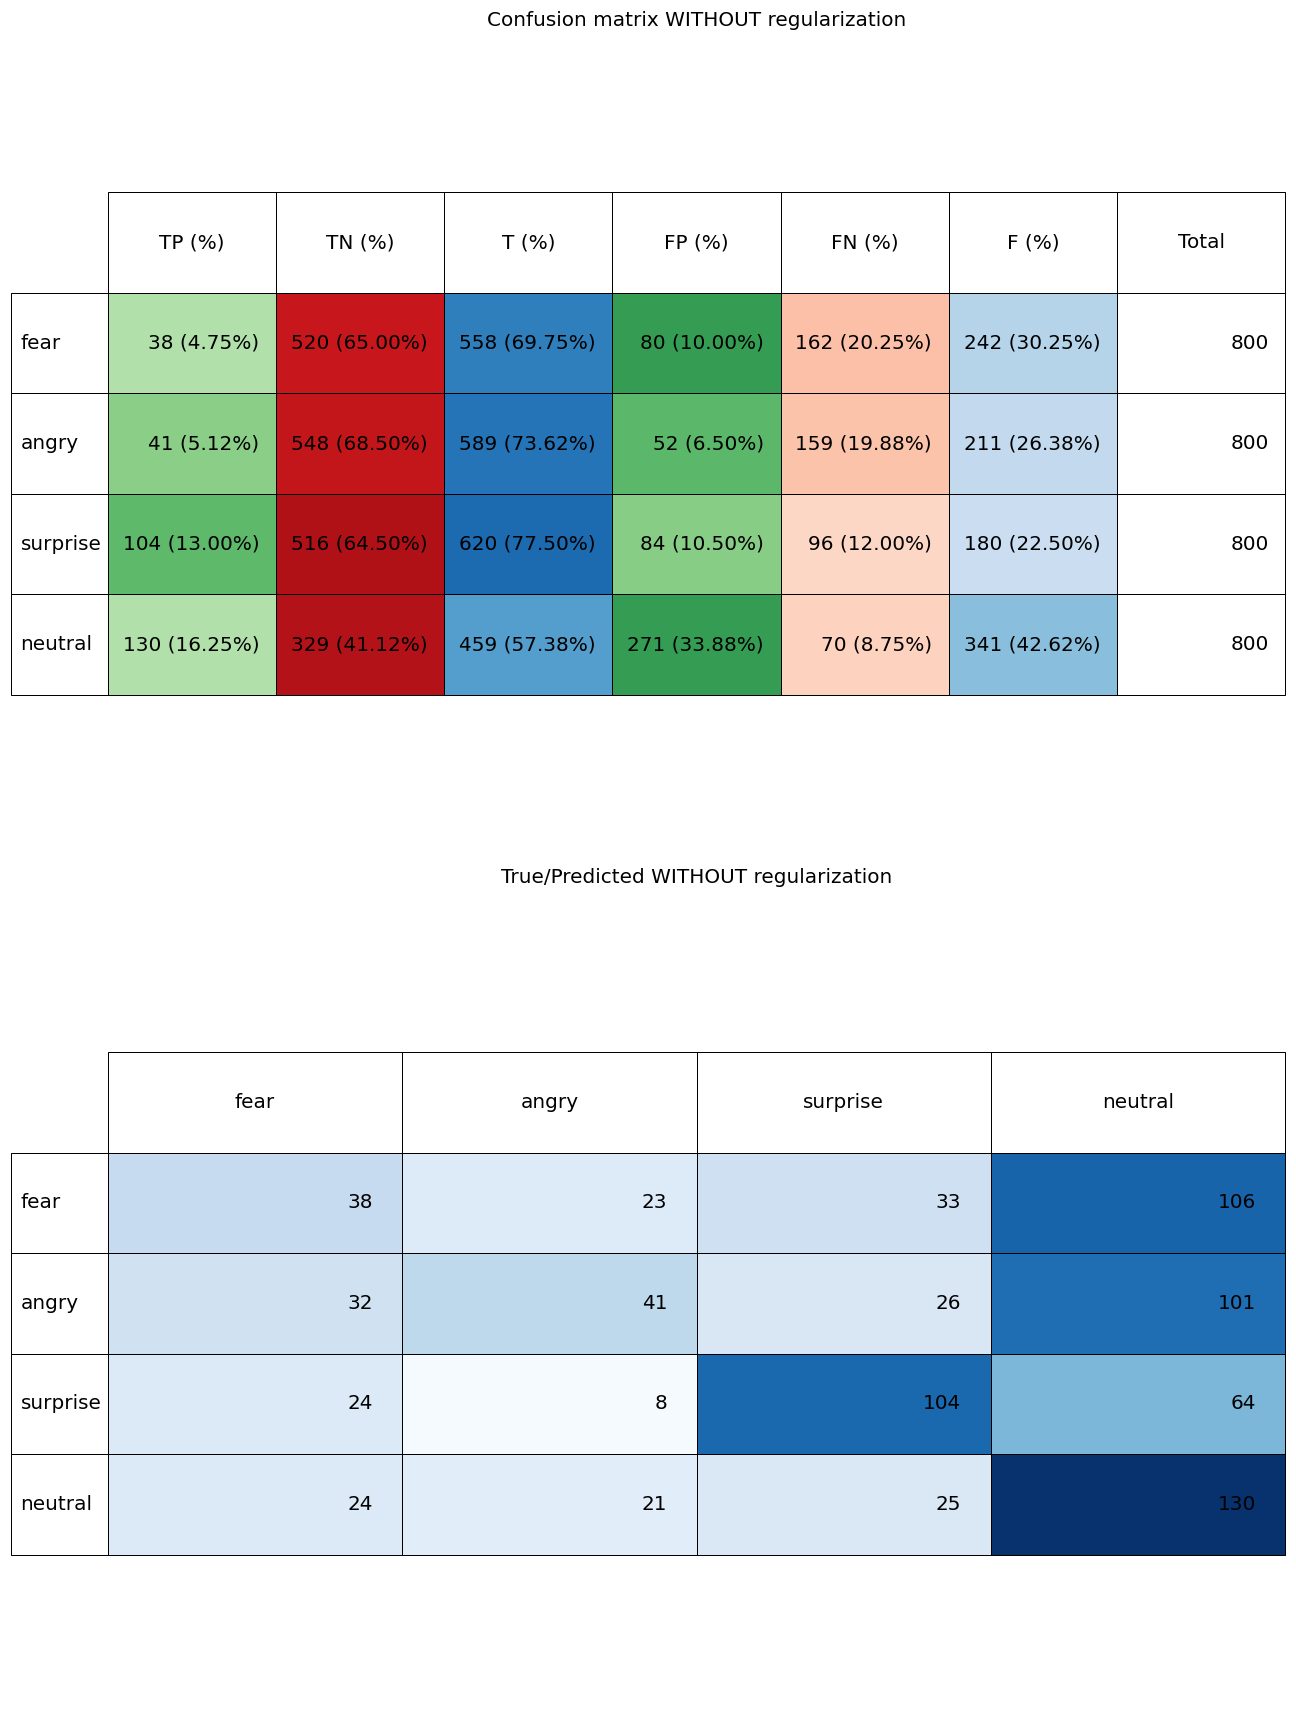 Confusion matrix WITHOUT regularization
TP (%) TN (%) T (%) FP (%) FN (%) F (%) Total
fear 38 (4.75%) 520 (65.00%) 558 (69.75%) 80 (10.00%) 162 (20.25%) 242 (30.25%) 800
angry 41 (5.12%) 548 (68.50%) 589 (73.62%) 52 (6.50%) 159 (19.88%) 211 (26.38%) 800
surprise 104 (13.00%) 516 (64.50%) 620 (77.50%) 84 (10.50%) 96 (12.00%) 180 (22.50%) 800
neutral 130 (16.25%) 329 (41.12%) 459 (57.38%) 271 (33.88%) 70 (8.75%) 341 (42.62%) 800
True/Predicted WITHOUT regularization
fear angry surprise neutral
fear 38 23 33 106
angry 32 41 26 101
surprise 24 8 104 64
neutral 24 21 25 130